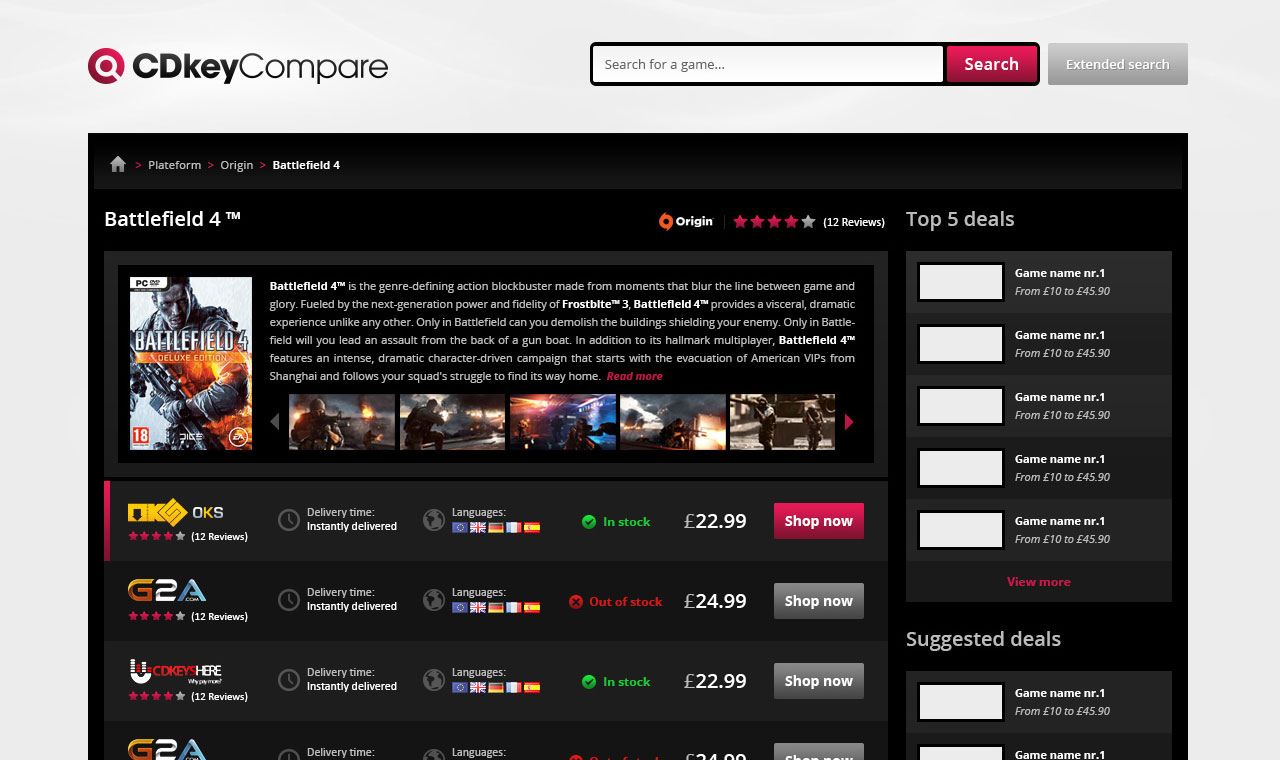 CDkeyCompare
Search for a game...
Search
Extended search
> Plateform > Origin > Battlefield 4
Battlefield 4 ™
Origin
(12 Reviews)
Top 5 deals
PC DVD
BATTLEFIELD 4
DELUXE EDITION
18
DICE
EA
Battlefield 4™ is the genre-defining action blockbuster made from moments that blur the line between game and
glory. Fueled by the next-generation power and fidelity of Frostbite™ 3, Battlefield 4™ provides a visceral, dramatic
experience unlike any other. Only in Battlefield can you demolish the buildings shielding your enemy. Only in Battle-
field will you lead an assault from the back of a gun boat. In addition to its hallmark multiplayer, Battlefield 4™
features an intense, dramatic character-driven campaign that starts with the evacuation of American VIPs from
Shanghai and follows your squad's struggle to find its way home. Read more
Game name nr.1
From £10 to £45.90
Game name nr.1
From £10 to £45.90
Game name nr.1
From £10 to £45.90
Game name nr.1
From £10 to £45.90
Game name nr.1
From £10 to £45.90
View more
OKS OKS
(12 Reviews)
Delivery time:
Instantly delivered
Languages:
In stock
£22.99
Shop now
G2A.COM
(12 Reviews)
Delivery time:
Instantly delivered
Languages:
Out of stock
£24.99
Shop now
CDKEYSHERE
Why pay more?
(12 Reviews)
Delivery time:
Instantly delivered
Languages:
In stock
£22.99
Shop now
G2A.COM
Delivery time:
Languages:
Out of stock
£24.99
Shop now
Suggested deals
Game name nr.1
From £10 to £45.90
Game name nr.1